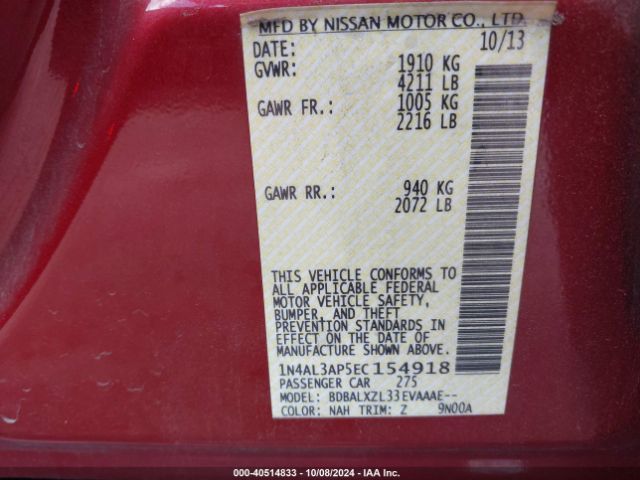 MFD BY NISSAN MOTOR CO., LTD.
DATE: 10/13
GVWR: 1910 KG
4211 LB
GAWR FR.: 1005 KG
2216 LB
GAWR RR.: 940 KG
2072 LB
THIS VEHICLE CONFORMS TO
ALL APPLICABLE FEDERAL
MOTOR VEHICLE SAFETY,
BUMPER, AND THEFT
PREVENTION STANDARDS IN
EFFECT ON THE DATE OF
MANUFACTURE SHOWN ABOVE.
1N4AL3AP5EC154918
PASSENGER CAR 275
MODEL: BDBALXZL33EVAAAE--
COLOR: NAH TRIM: Z 9N00A
000-40514833 - 10/08/2024 - IAAI.com